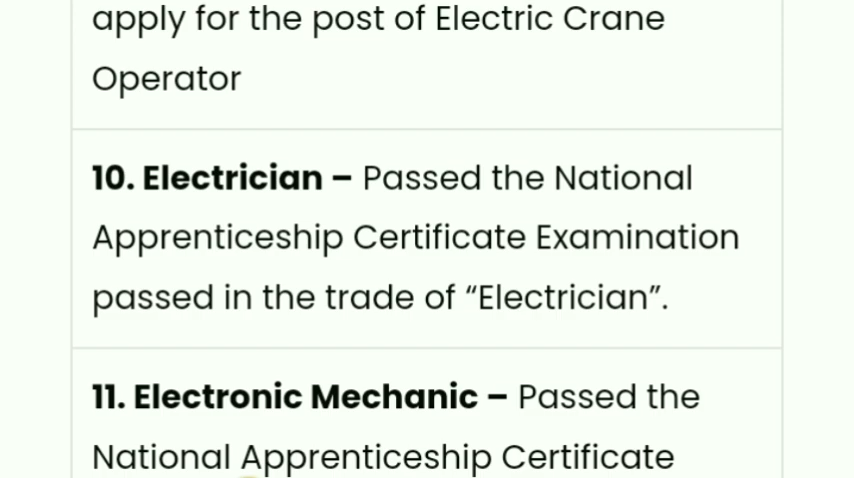 apply for the post of Electric Crane
Operator
10. Electrician – Passed the National
Apprenticeship Certificate Examination
passed in the trade of “Electrician”.
11. Electronic Mechanic – Passed the
National Apprenticeship Certificate